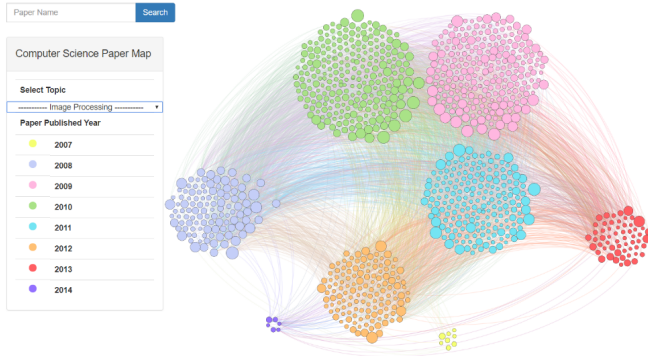 Paper Name
Search
Computer Science Paper Map
Select Topic
----------- Image Processing -----------
Paper Published Year
2007
2008
2009
2010
2011
2012
2013
2014